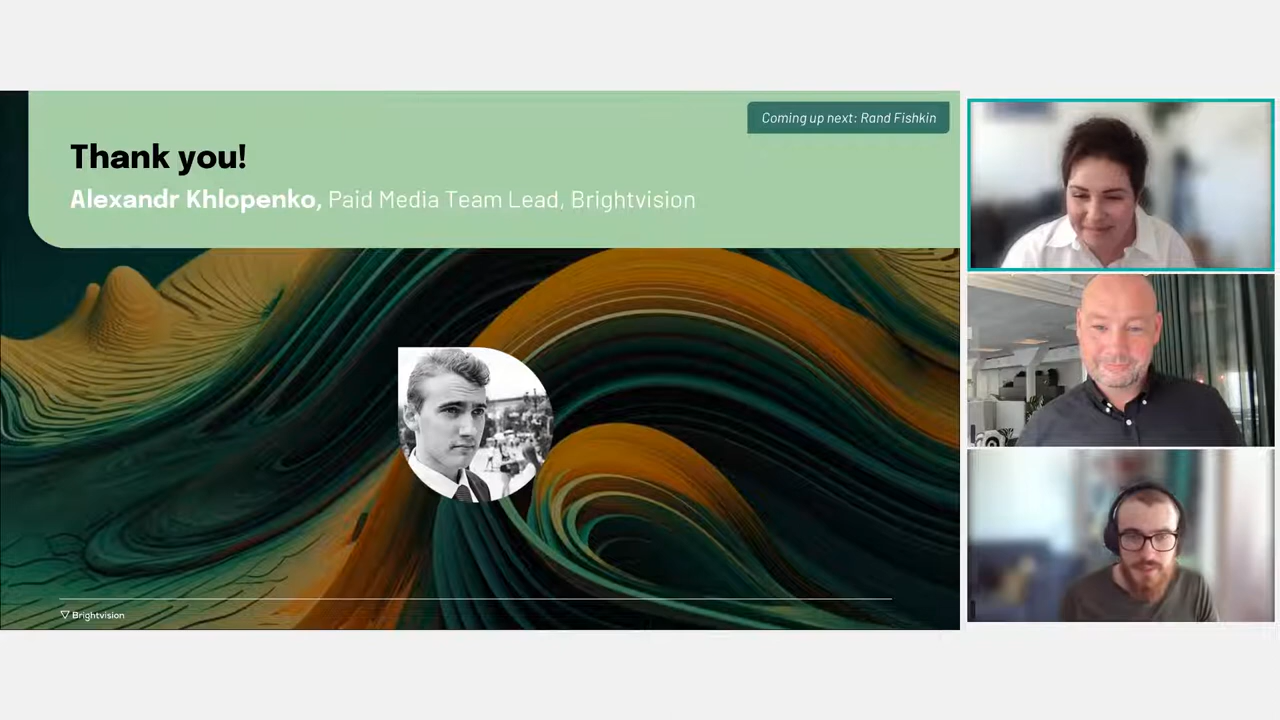 Coming up next: Rand Fishkin
Thank you!
Alexandr Khlopenko, Paid Media Team Lead, Brightvision
Brightvision